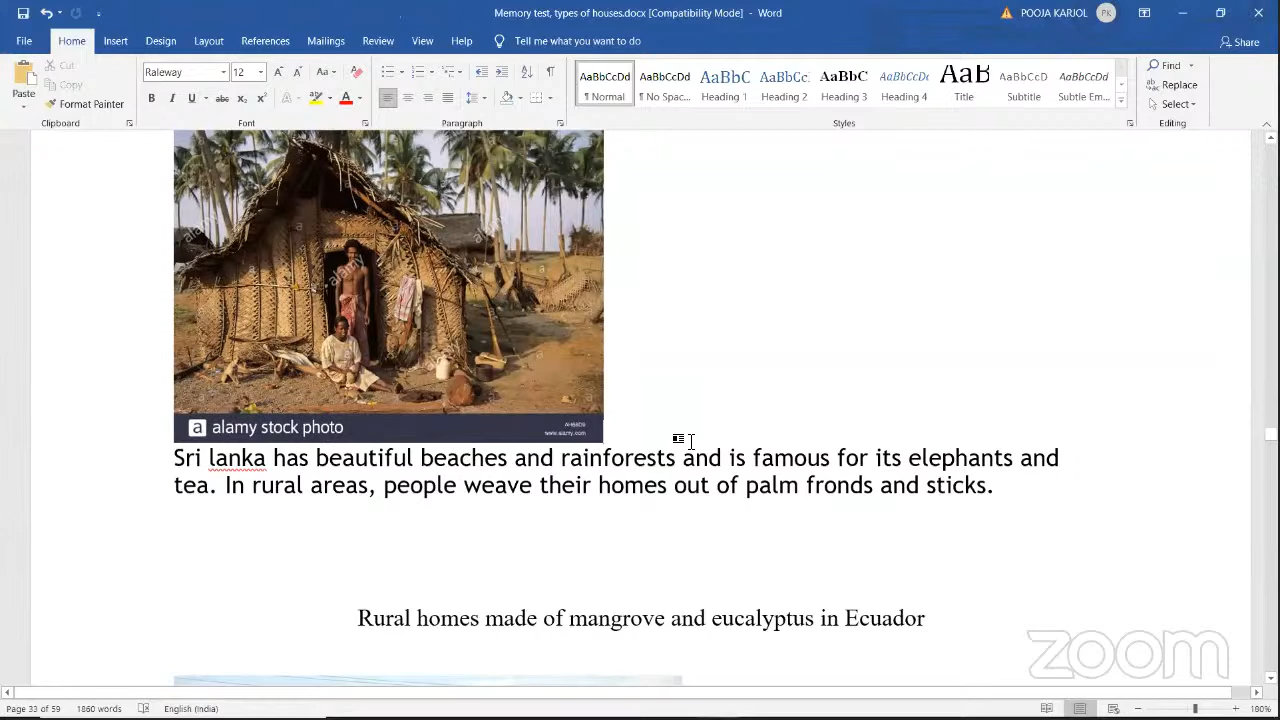 Memory test, types of houses.docx [Compatibility Mode] - Word
POOJA KARJOL
PK
File
Home
Insert
Design
Layout
References
Mailings
Review
View
Help
Tell me what you want to do
Share
Paste
Cut
Copy
Format Painter
Clipboard
Raleway
12
Font
Paragraph
AaBbCcDd
AaBbCcDd
AaBbC
AaBbCc
AaBbC
AaBbCcDc
AaB
AaBbCcD
AaBbCcDd
¶ Normal
¶ No Spac...
Heading 1
Heading 2
Heading 3
Heading 4
Title
Subtitle
Subtle Em...
Styles
Find
Replace
Select
Editing
alamy
a alamy stock photo
www.alamy.com
Sri lanka has beautiful beaches and rainforests and is famous for its elephants and
tea. In rural areas, people weave their homes out of palm fronds and sticks.
Rural homes made of mangrove and eucalyptus in Ecuador
zoom
Page 33 of 59
1860 words
English (India)
180%